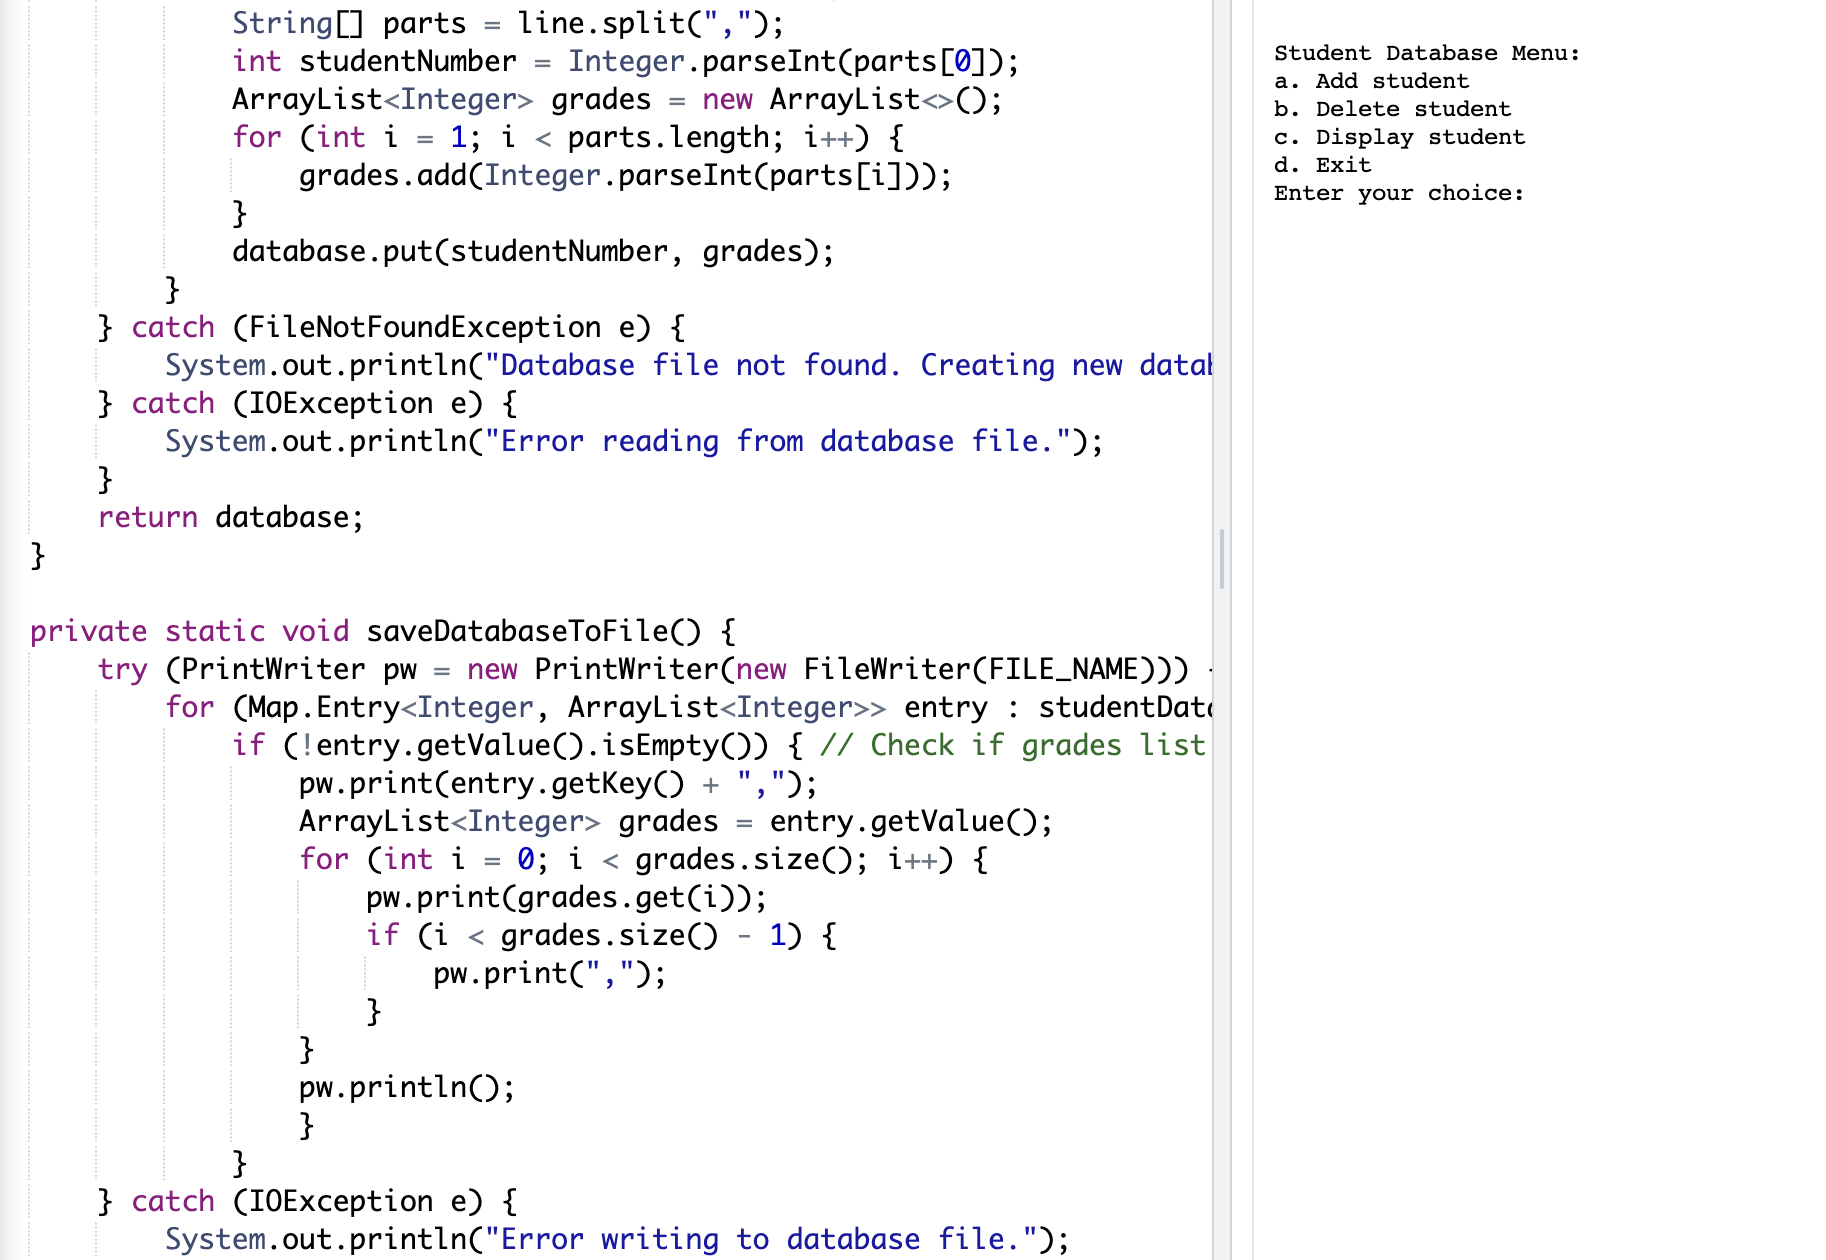 String[] parts = line.split(",");
int studentNumber = Integer.parseInt(parts[0]);
ArrayList<Integer> grades = new ArrayList<>();
for (int i = 1; i < parts.length; i++) {
grades.add(Integer.parseInt(parts[i]));
}
database.put(studentNumber, grades);
}
} catch (FileNotFoundException e) {
System.out.println("Database file not found. Creating new datab
} catch (IOException e) {
System.out.println("Error reading from database file.");
}
return database;
}
private static void saveDatabaseToFile() {
try (PrintWriter pw = new PrintWriter(new FileWriter(FILE_NAME)))
for (Map.Entry<Integer, ArrayList<Integer>> entry : studentData
if (!entry.getValue().isEmpty()) { // Check if grades list
pw.print(entry.getKey() + ",");
ArrayList<Integer> grades = entry.getValue();
for (int i = 0; i < grades.size(); i++) {
pw.print(grades.get(i));
if (i < grades.size() - 1) {
pw.print(",");
}
}
pw.println();
}
}
} catch (IOException e) {
System.out.println("Error writing to database file.");
Student Database Menu:
a. Add student
b. Delete student
c. Display student
d. Exit
Enter your choice: